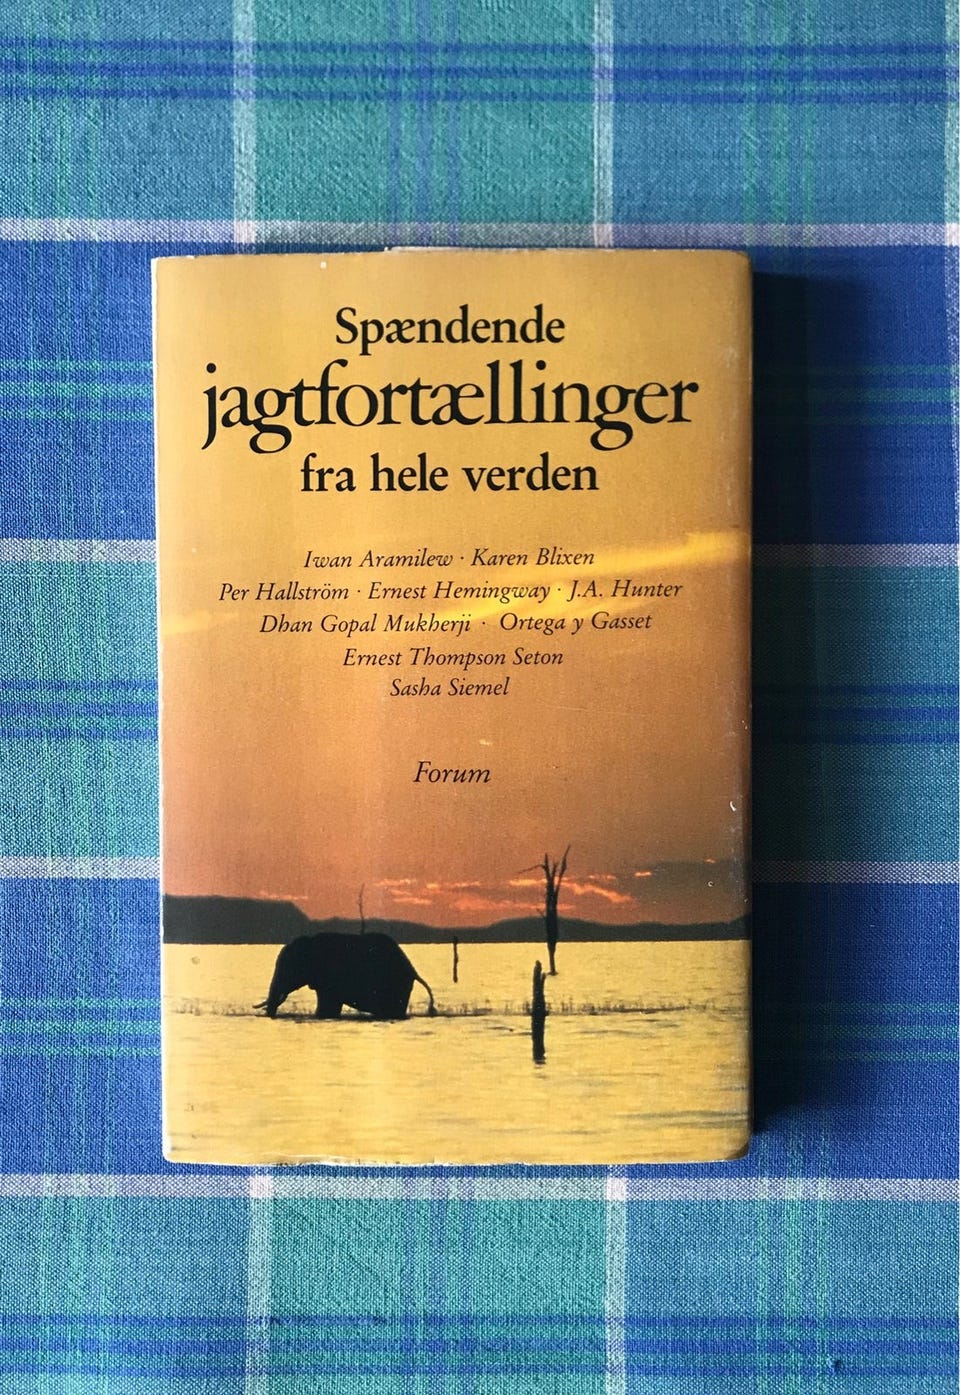 Spændende
jagtfortællinger
fra hele verden
Iwan Aramilew · Karen Blixen
Per Hallström · Ernest Hemingway · J.A. Hunter
Dhan Gopal Mukherji · Ortega y Gasset
Ernest Thompson Seton
Sasha Siemel
Forum